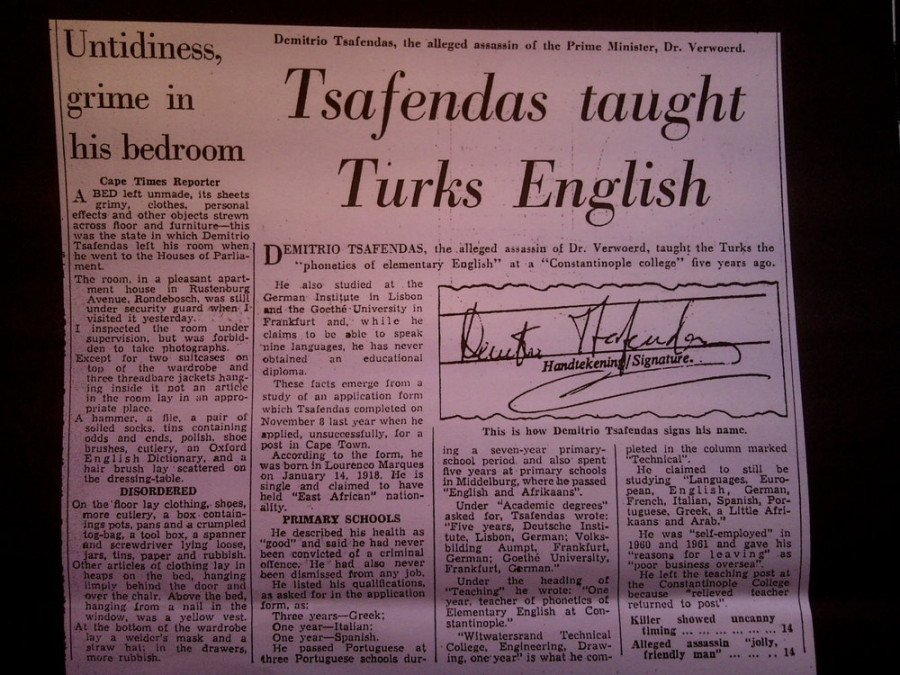 Untidiness,
grime in
his bedroom
Cape Times Reporter
A BED left unmade, its sheets
grimy, clothes, personal
effects and other objects strewn
across floor and furniture—this
was the state in which Demitrio
Tsafendas left his room when
he went to the Houses of Parlia-
ment.
The room, in a pleasant apart-
ment house in Rustenburg
Avenue, Rondebosch, was still
under security guard when I
visited it yesterday.
I inspected the room under
supervision, but was forbid-
den to take photographs.
Except for two suitcases on
top of the wardrobe and
three threadbare jackets hang-
ing inside it not an article
in the room lay in an appro-
priate place.
A hammer, a file, a pair of
soiled socks, tins containing
odds and ends, polish, shoe
brushes, cutlery, an Oxford
English Dictionary, and a
hair brush lay scattered on
the dressing-table.
DISORDERED
On the floor lay clothing, shoes,
more cutlery, a box contain-
ings pots, pans and a crumpled
tog-bag, a tool box, a spanner
and screwdriver lying loose,
jars, tins, paper and rubbish.
Other articles of clothing lay in
heaps on the bed, hanging
limply behind the door and
over the chair. Above the bed,
hanging from a nail in the
window, was a yellow vest.
At the bottom of the wardrobe
lay a welder's mask and a
straw hat; in the drawers,
more rubbish.
Demitrio Tsafendas, the alleged assassin of the Prime Minister, Dr. Verwoerd.
Tsafendas taught
Turks English
DEMITRIO TSAFENDAS, the alleged assassin of Dr. Verwoerd, taught the Turks the
"phonetics of elementary English" at a "Constantinople college" five years ago.
He also studied at the
German Institute in Lisbon
and the Goethé University in
Frankfurt and, while he
claims to be able to speak
nine languages, he has never
obtained an educational
diploma.
These facts emerge from a
study of an application form
which Tsafendas completed on
November 8 last year when he
applied, unsuccessfully, for a
post in Cape Town.
According to the form, he
was born in Lourenco Marques
on January 14, 1918. He is
single and claimed to have
held "East African" nation-
ality.
PRIMARY SCHOOLS
He described his health as
"good" and said he had never
been convicted of a criminal
offence. He had also never
been dismissed from any job.
He listed his qualifications,
as asked for in the application
form, as:
Three years—Greek;
One year—Italian;
One year—Spanish.
He passed Portuguese at
three Portuguese schools dur-
Handtekening/Signature.
This is how Demitrio Tsafendas signs his name.
ing a seven-year primary-
school period and also spent
five years at primary schools
in Middelburg, where he passed
"English and Afrikaans".
Under "Academic degrees"
asked for, Tsafendas wrote:
"Five years, Deutsche Insti-
tute, Lisbon, German; Volks-
bilding Aumpt, Frankfurt,
German; Goethé University,
Frankfurt, German."
Under the heading of
"Teaching" he wrote: "One
year, teacher of phonetics of
Elementary English at Con-
stantinople."
"Witwatersrand Technical
College, Engineering, Draw-
ing, one year" is what he com-
pleted in the column marked
"Technical".
He claimed to still be
studying "Languages, Euro-
pean, English, German,
French, Italian, Spanish, Por-
tuguese, Greek, a Little Afri-
kaans and Arab."
He was "self-employed" in
1960 and 1961 and gave his
"reasons for leaving" as
"poor business oversea"
He left the teaching post at
the Constantinople College
because "relieved teacher
returned to post".
Killer showed uncanny
timing ... ... ... ... ... 14
Alleged assassin "jolly,
friendly man" ... ... .. 14